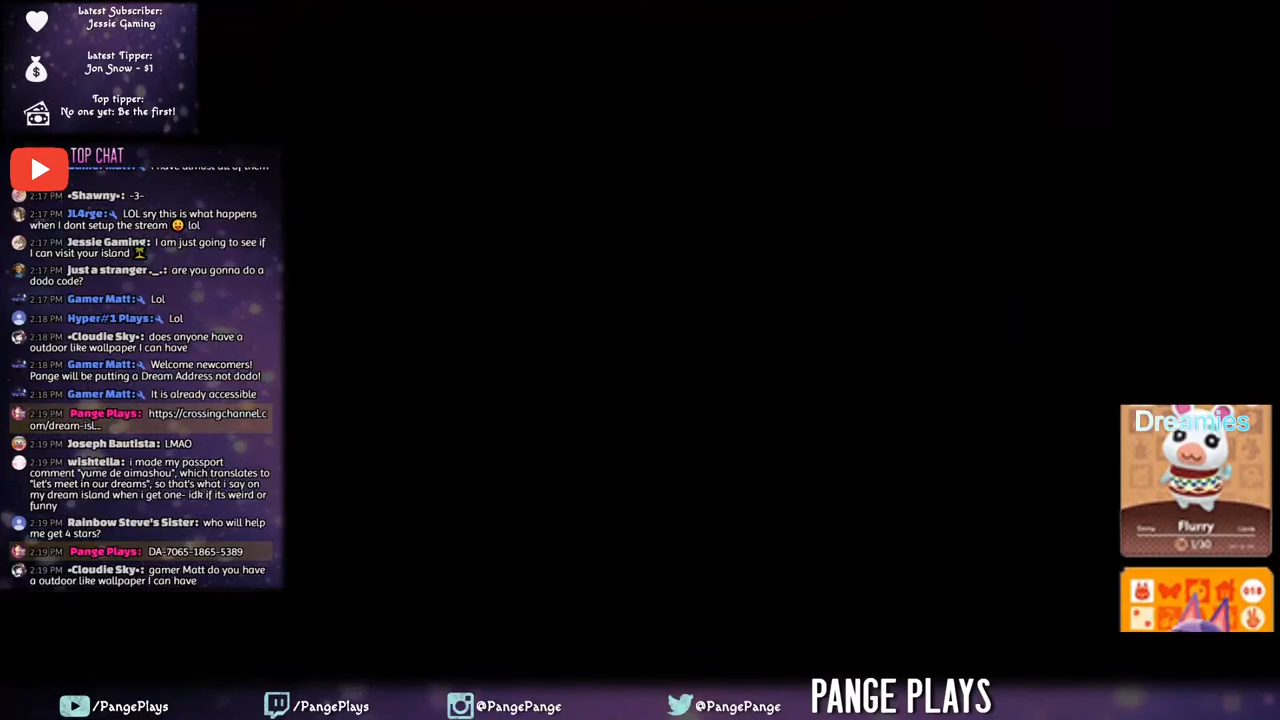 Latest Subscriber:
Jessie Gaming
Latest Tipper:
Jon Snow - $1
Top tipper:
No one yet: Be the first!
TOP CHAT
Gamer Matt: I have almost all of them
2:17 PM •Shawny•: -3-
2:17 PM JL4rge: LOL sry this is what happens
when I dont setup the stream 😛 lol
2:17 PM Jessie Gaming: I am just going to see if
I can visit your island 🏝
2:17 PM just a stranger ._.: are you gonna do a
dodo code?
2:17 PM Gamer Matt: Lol
2:18 PM Hyper#1 Plays: Lol
2:18 PM •Cloudie Sky•: does anyone have a
outdoor like wallpaper I can have
2:18 PM Gamer Matt: Welcome newcomers!
Pange will be putting a Dream Address not dodo!
2:18 PM Gamer Matt: It is already accessible
2:19 PM Pange Plays: https://crossingchannel.c
om/dream-isl...
2:19 PM Joseph Bautista: LMAO
2:19 PM wishtella: i made my passport
comment "yume de aimashou", which translates to
"let's meet in our dreams", so that's what i say on
my dream island when i get one- idk if its weird or
funny
2:19 PM Rainbow Steve's Sister: who will help
me get 4 stars?
2:19 PM Pange Plays: DA-7065-1865-5389
2:19 PM •Cloudie Sky•: gamer Matt do you have
a outdoor like wallpaper I can have
Dreamies
Flurry
1/30
018
/PangePlays
/PangePlays
@PangePange
@PangePange
PANGE PLAYS